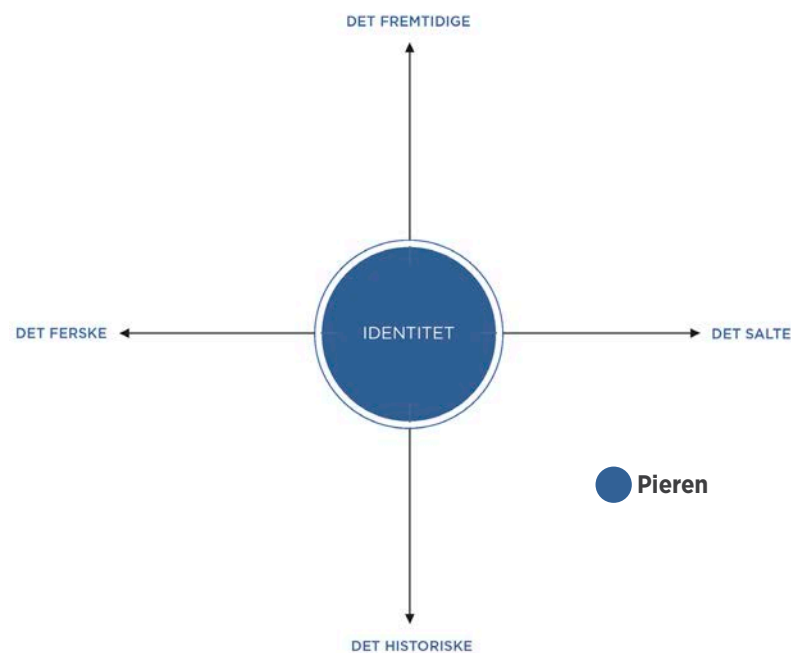 DET FREMTIDIGE
DET FERSKE
IDENTITET
DET SALTE
Pieren
DET HISTORISKE